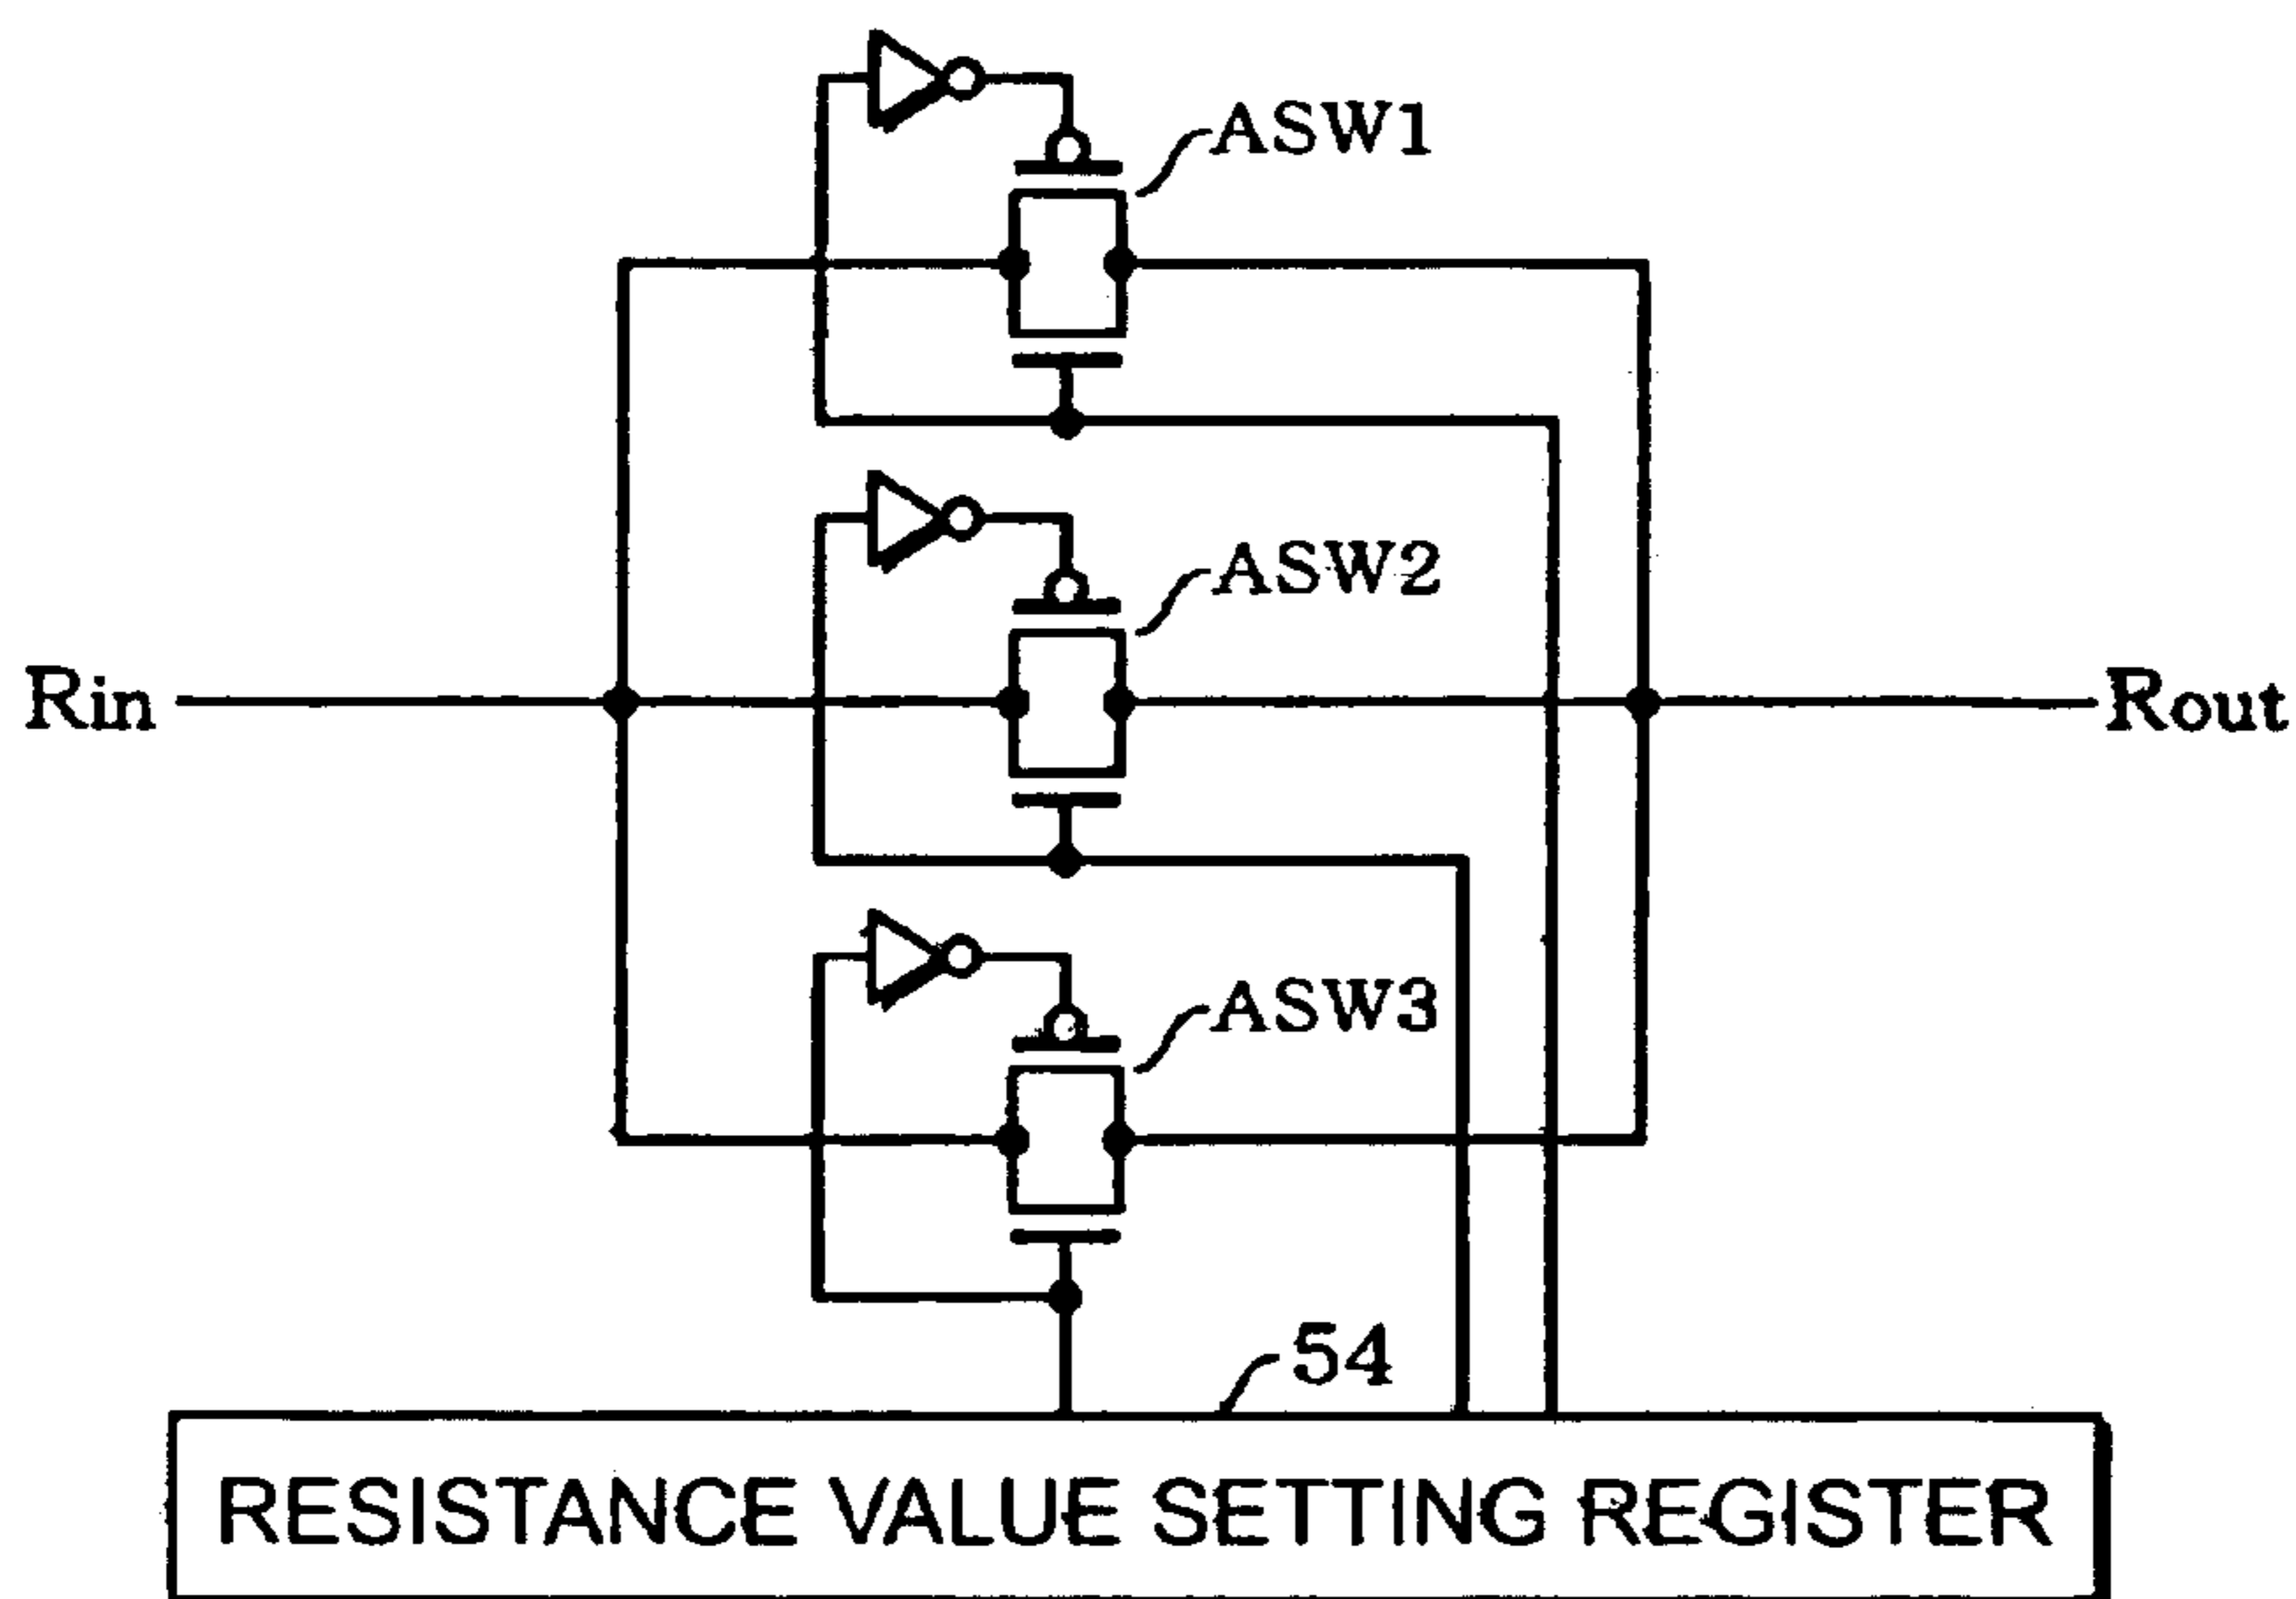 ASW1
ASW2
Rin
Rout
ASW3
54
RESISTANCE VALUE SETTING REGISTER